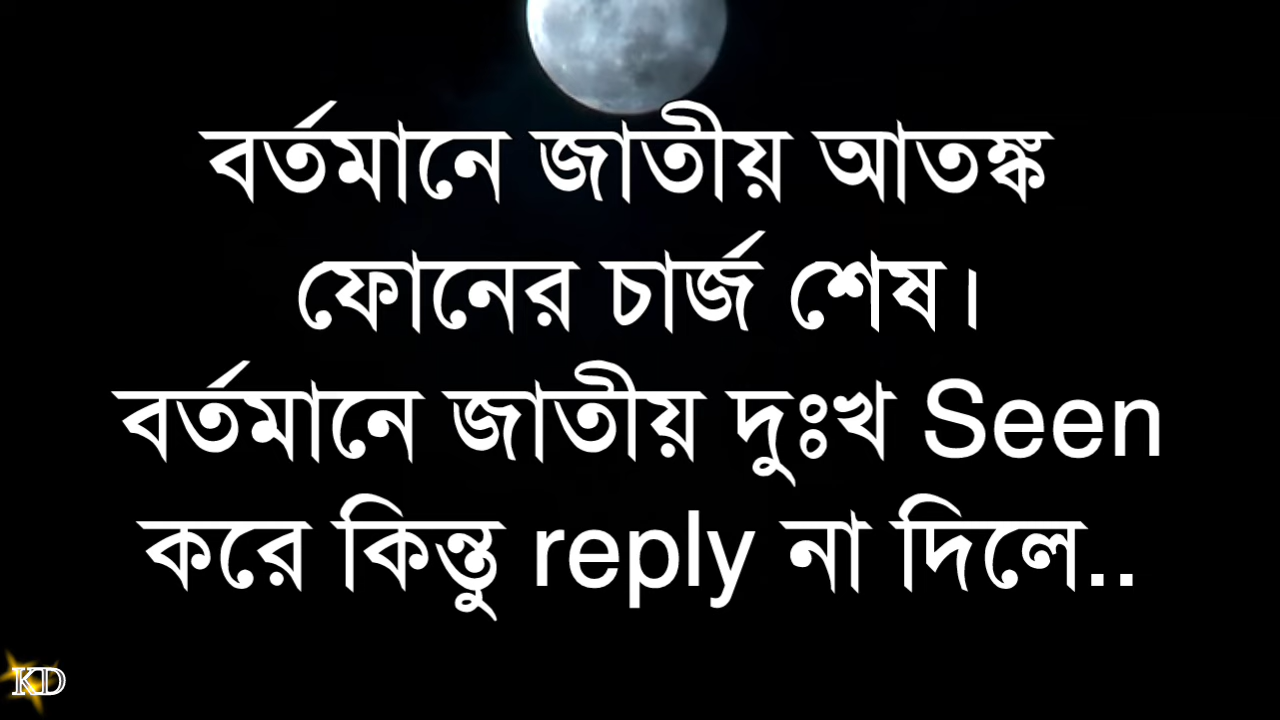 বর্তমানে জাতীয় আতঙ্ক
ফোনের চার্জ শেষ।
বর্তমানে জাতীয় দুঃখ Seen
করে কিন্তু reply না দিলে..
KD